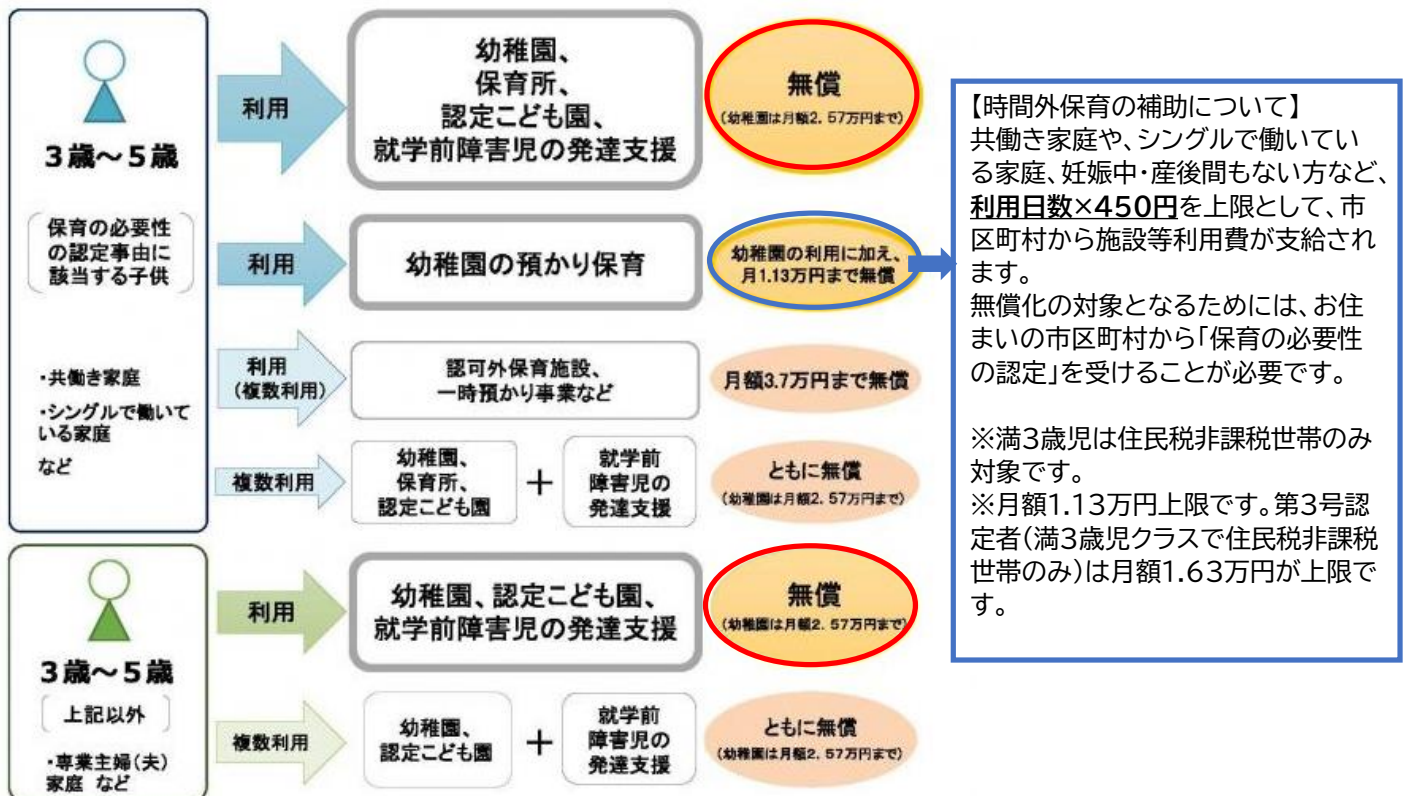 3歳~5歳
保育の必要性
の認定事由に
該当する子供
・共働き家庭
・シングルで働いて
いる家庭
など
利用
幼稚園、
保育所、
認定こども園、
就学前障害児の発達支援
無償
(幼稚園は月額2.57万円まで)
利用
幼稚園の預かり保育
幼稚園の利用に加え、
月1.13万円まで無償
利用
(複数利用)
認可外保育施設、
一時預かり事業など
月額3.7万円まで無償
複数利用
幼稚園、
保育所、
認定こども園
+
就学前
障害児の
発達支援
ともに無償
(幼稚園は月額2.57万円まで)
【時間外保育の補助について】
共働き家庭や、シングルで働いてい
る家庭、妊娠中・産後間もない方など、
利用日数×450円を上限として、市
区町村から施設等利用費が支給され
ます。
無償化の対象となるためには、お住
まいの市区町村から「保育の必要性
の認定」を受けることが必要です。
※満3歳児は住民税非課税世帯のみ
対象です。
※月額1.13万円上限です。第3号認
定者(満3歳児クラスで住民税非課税
世帯のみ)は月額1.63万円が上限で
す。
3歳~5歳
上記以外
・専業主婦(夫)
家庭 など
利用
幼稚園、認定こども園、
就学前障害児の発達支援
無償
(幼稚園は月額2.57万円まで)
複数利用
幼稚園、
認定こども園
+
就学前
障害児の
発達支援
ともに無償
(幼稚園は月額2.57万円まで)